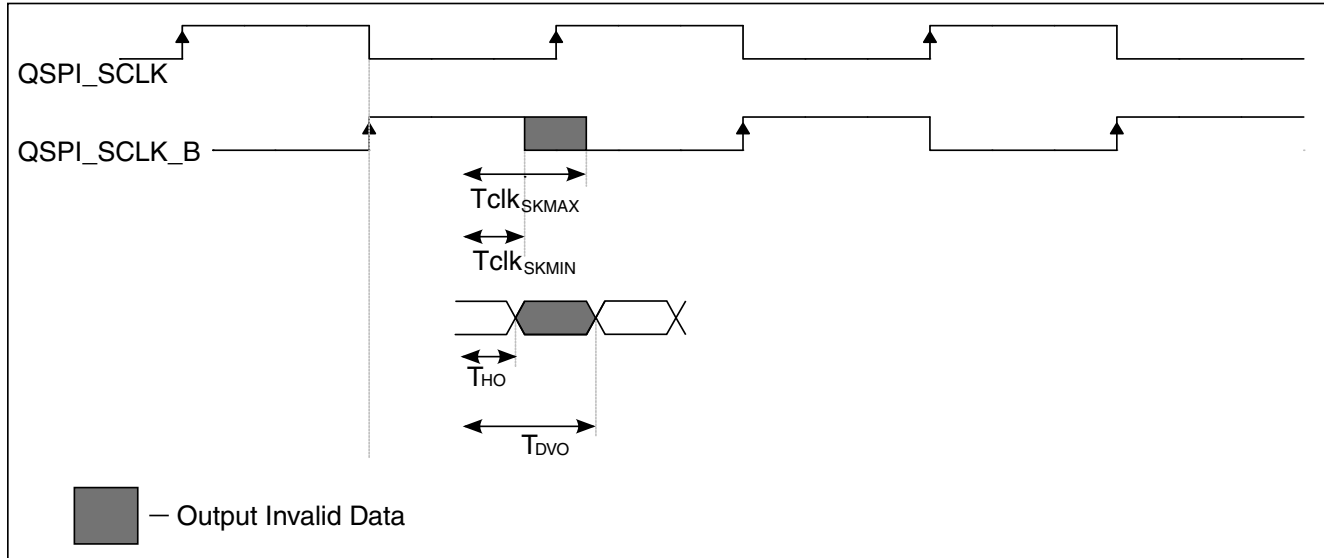 QSPI_SCLK
QSPI_SCLK_B
TclkSKMAX
TclkSKMIN
THO
TDVO
– Output Invalid Data